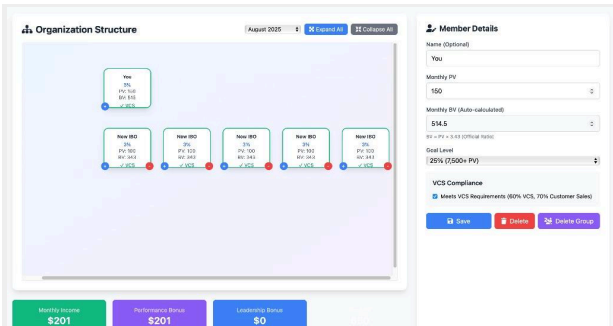 Organization Structure
August 2025
Expand All
Collapse All
You
3%
PV: 150
BV: 515
✓ VCS
New IBO
3%
PV: 100
BV: 343
✓ VCS
New IBO
3%
PV: 100
BV: 343
✓ VCS
New IBO
3%
PV: 100
BV: 343
✓ VCS
New IBO
3%
PV: 100
BV: 343
✓ VCS
New IBO
3%
PV: 100
BV: 343
✓ VCS
Monthly Income
$201
Performance Bonus
$201
Leadership Bonus
$0
Member Details
Name (Optional)
You
Monthly PV
150
Monthly BV (Auto-calculated)
514.5
BV = PV × 3.43 (Official Ratio)
Goal Level
25% (7,500+ PV)
VCS Compliance
Meets VCS Requirements (60% VCS, 70% Customer Sales)
Save
Delete
Delete Group